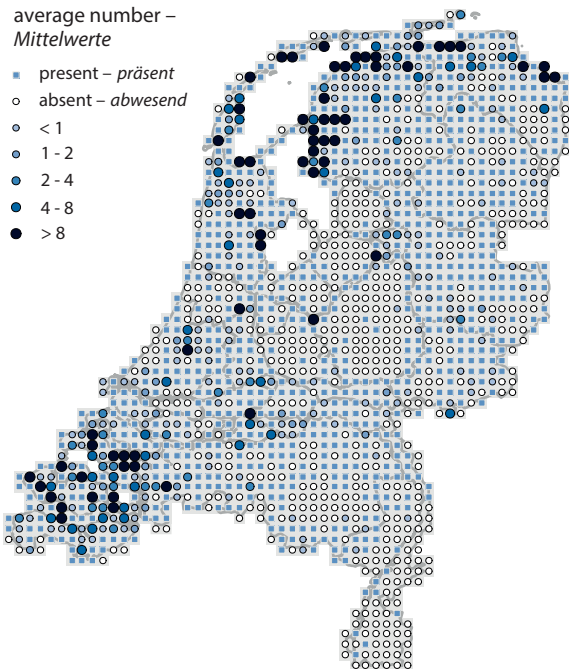 average number –
Mittelwerte
present – präsent
absent – abwesend
< 1
1 - 2
2 - 4
4 - 8
> 8